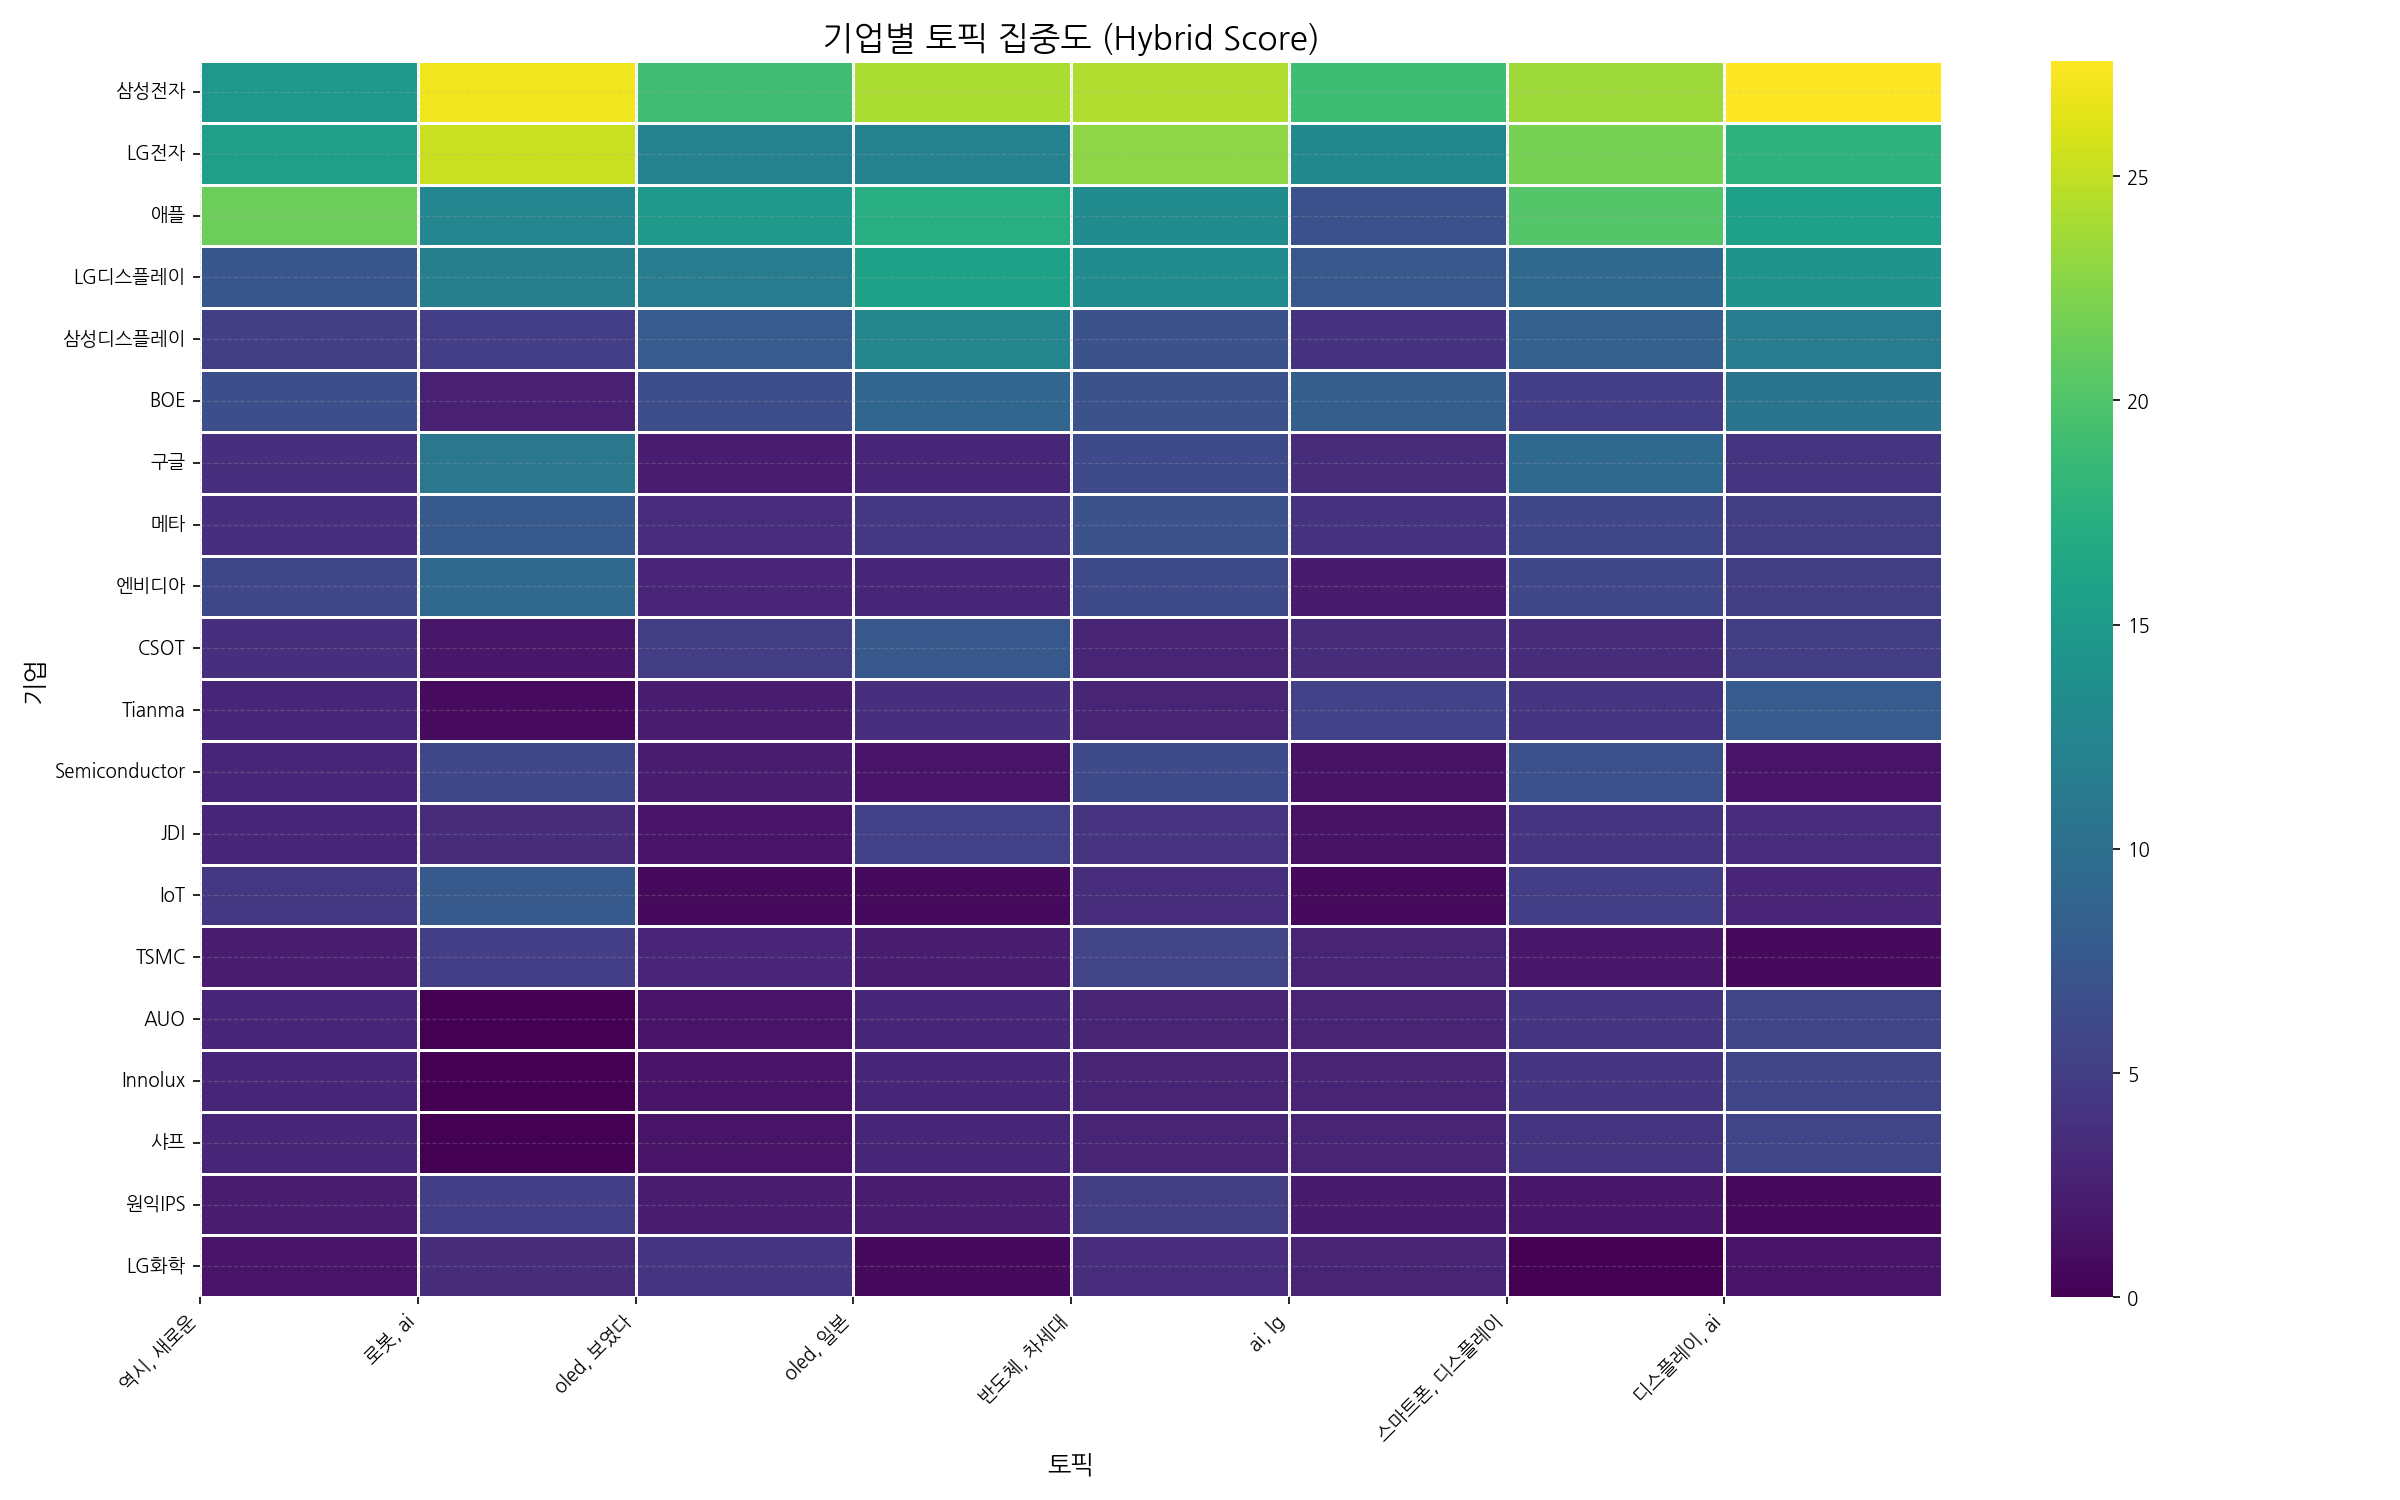 기업별 토픽 집중도 (Hybrid Score)
기업
삼성전자
LG전자
애플
LG디스플레이
삼성디스플레이
BOE
구글
메타
엔비디아
CSOT
Tianma
Semiconductor
JDI
IoT
TSMC
AUO
Innolux
샤프
원익IPS
LG화학
역시, 새로운
로봇, ai
oled, 보였다
oled, 일본
반도체, 차세대
ai, lg
스마트폰, 디스플레이
디스플레이, ai
토픽
25
20
15
10
5
0